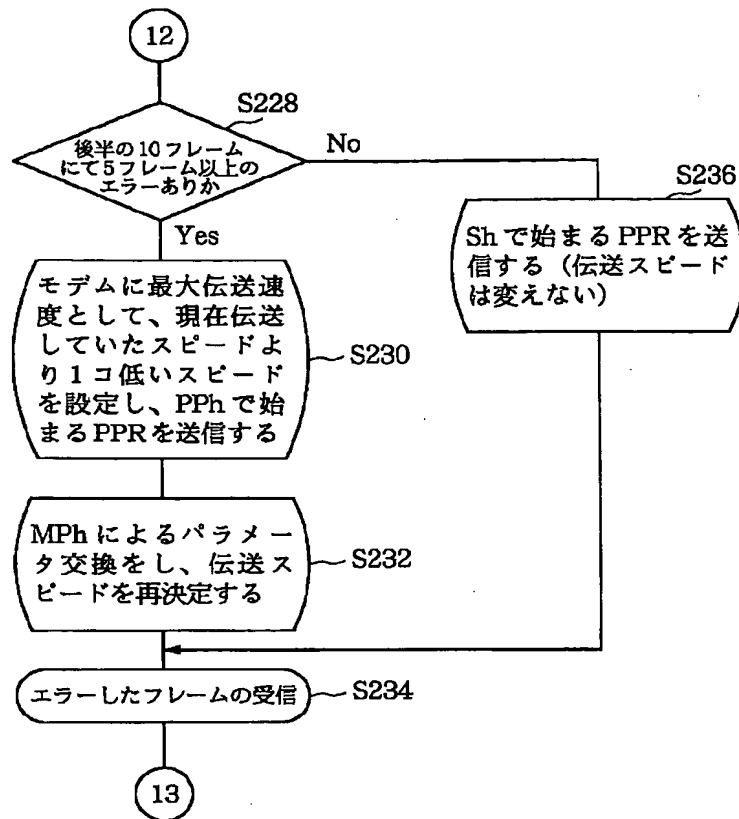 12
S228
後半の10フレーム
にて5フレーム以上の
エラーありか
No
Yes
S236
Shで始まるPPRを送
信する（伝送スピード
は変えない）
モデムに最大伝送速
度として、現在伝送
していたスピードよ
り1コ低いスピード
を設定し、PPhで始
まるPPRを送信する
S230
MPhによるパラメー
タ交換をし、伝送ス
ピードを再決定する
S232
エラーしたフレームの受信
S234
13